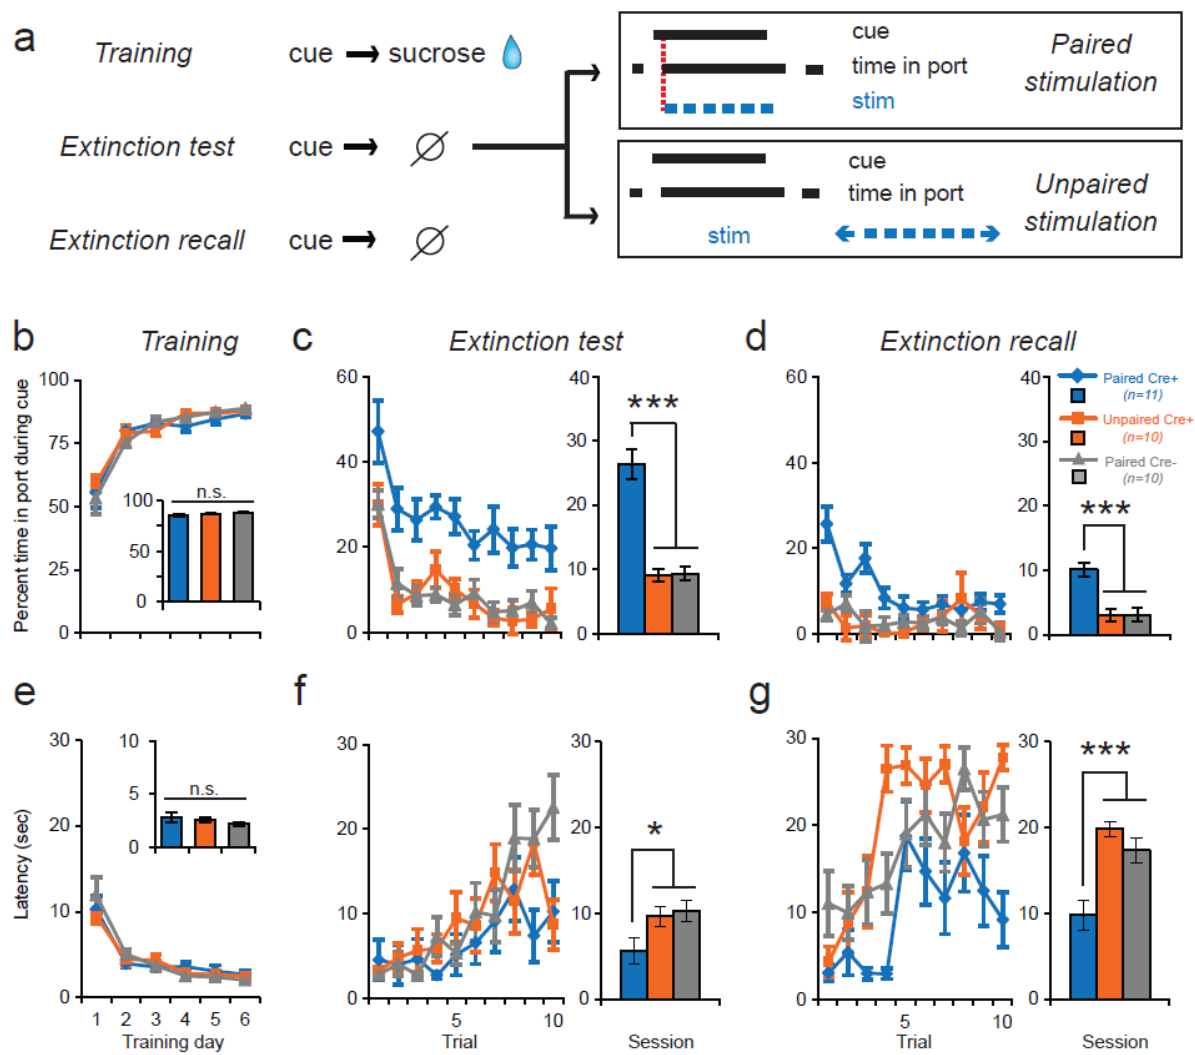 a
Training
cue
sucrose
Extinction test
cue
Extinction recall
cue
cue
time in port
stim
Paired
stimulation
cue
time in port
stim
Unpaired
stimulation
b
Training
c
Extinction test
d
Extinction recall
Percent time in port during cue
100
75
50
25
0
100
50
0
n.s.
60
40
20
0
40
30
20
10
0
***
60
40
20
0
40
30
20
10
0
***
Paired Cre+
(n=11)
Unpaired Cre+
(n=10)
Paired Cre-
(n=10)
e
f
g
Latency (sec)
30
20
10
0
10
5
0
n.s.
1 2 3 4 5 6
Training day
30
20
10
0
5 10
Trial
30
20
10
0
*
Session
30
20
10
0
5 10
Trial
30
20
10
0
***
Session